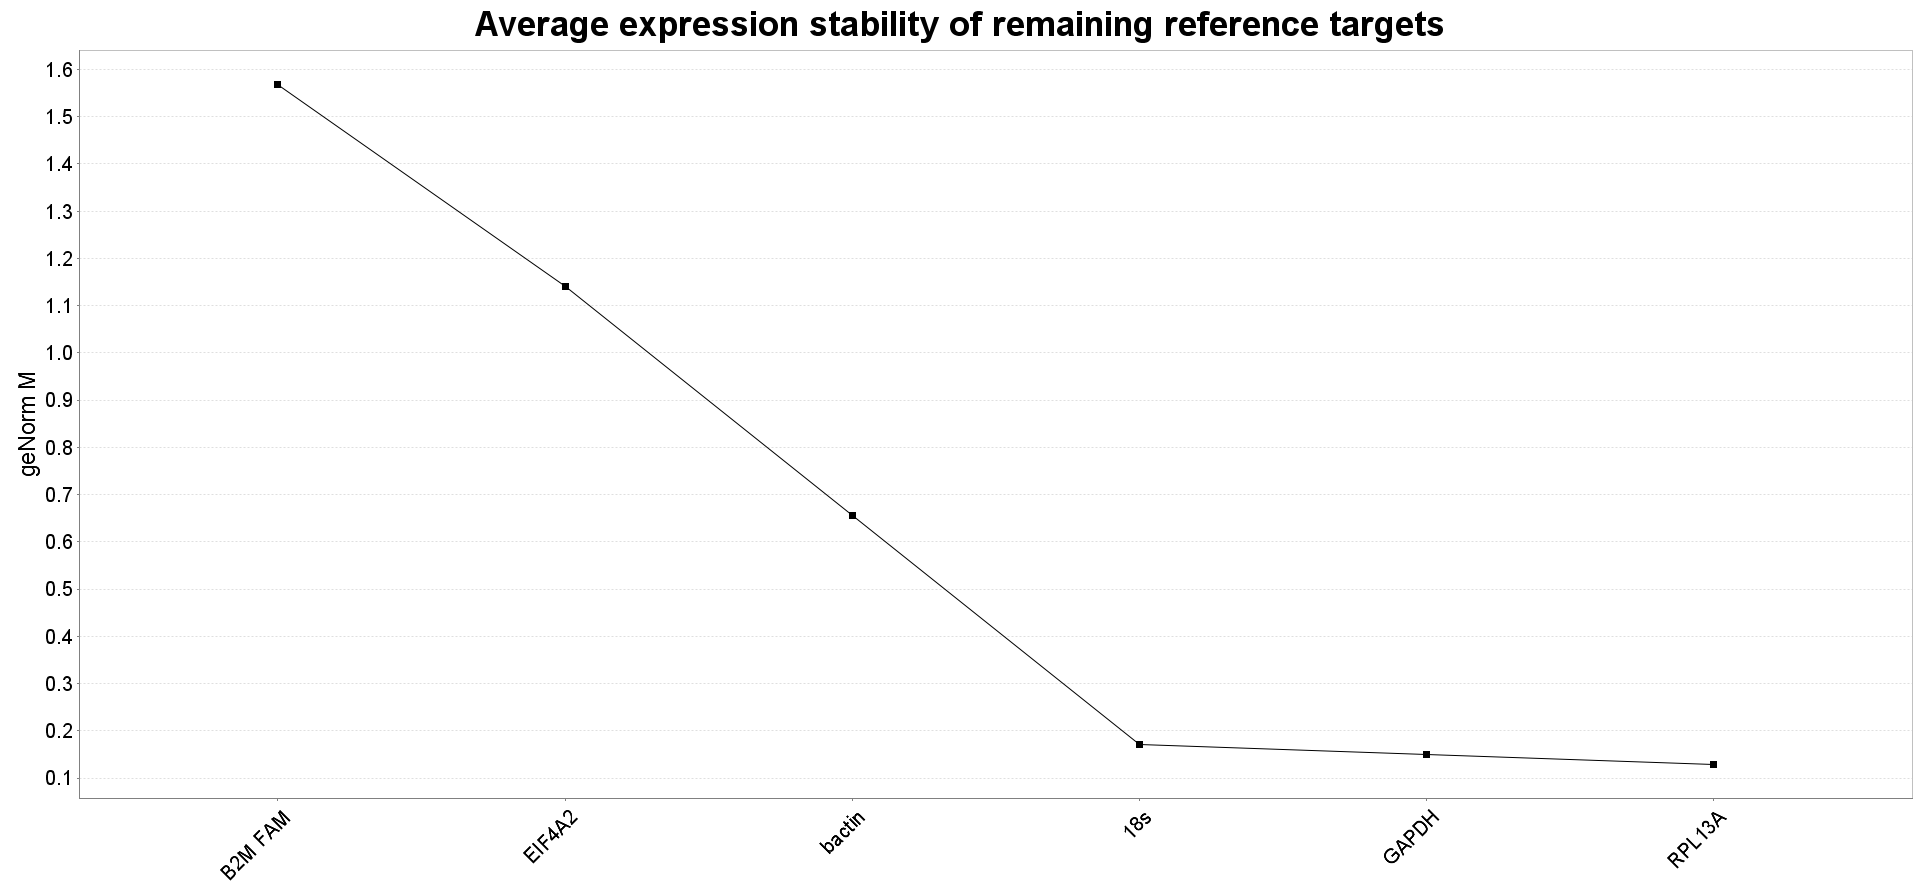 Average expression stability of remaining reference targets
geNorm M
1.6
1.5
1.4
1.3
1.2
1.1
1.0
0.9
0.8
0.7
0.6
0.5
0.4
0.3
0.2
0.1
B2M FAM
EIF4A2
bactin
18s
GAPDH
RPL13A